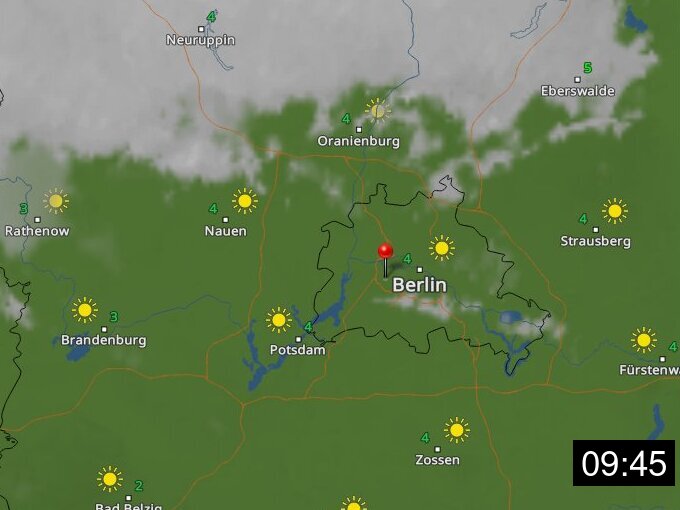 4
Neuruppin
5
Eberswalde
4
Oranienburg
3
Rathenow
4
Nauen
4
Strausberg
4
Berlin
3
Brandenburg
4
Potsdam
4
Fürstenwa
4
Zossen
09:45
2
Bad Belzig